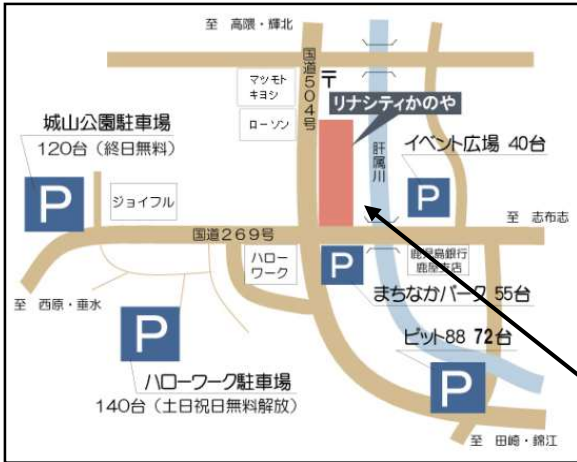 至 高隈・輝北
国道504号
〒
マツモト
キヨシ
ローソン
リナシティかのや
城山公園駐車場
120台（終日無料）
P
ジョイフル
肝属川
イベント広場 40台
P
国道269号
至 志布志
ハロー
ワーク
P
鹿児島銀行
鹿屋支店
まちなかパーク 55台
至 西原・垂水
P
ハローワーク駐車場
140台（土日祝日無料解放）
ピット88 72台
P
至 田崎・錦江